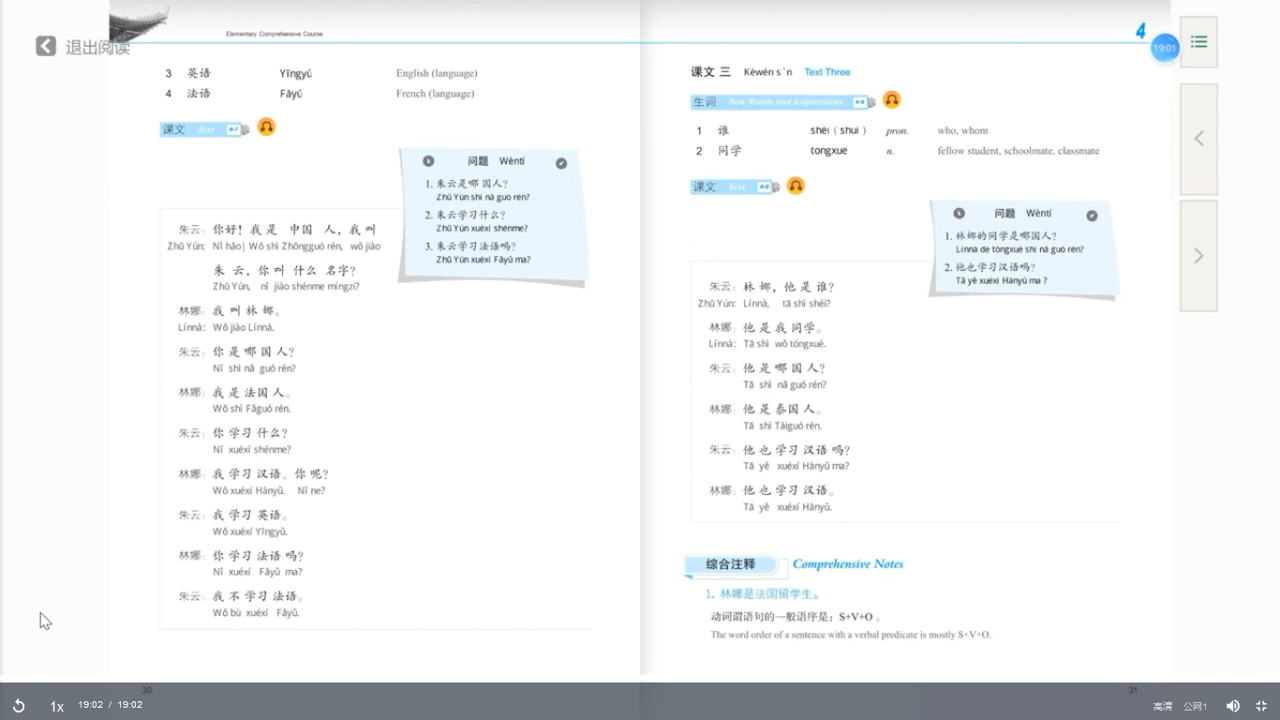 退出阅读
Elementary Comprehensive Course
3 英语 Yīngyǔ English (language)
4 法语 Fǎyǔ French (language)
课文 text 4-7
问题 Wèntí
1. 朱云是哪国人?
Zhū Yún shì nǎ guó rén?
2. 朱云学习什么?
Zhū Yún xuéxí shénme?
3. 朱云学习法语吗?
Zhū Yún xuéxí Fǎyǔ ma?
朱云: 你好! 我是 中国 人, 我叫
Zhū Yún: Nǐ hǎo| Wǒ shì Zhōngguó rén, wǒ jiào
朱 云, 你 叫 什么 名字?
Zhū Yún, nǐ jiào shénme míngzi?
林娜: 我 叫 林 娜。
Línnà: Wǒ jiào Línnà.
朱云: 你 是 哪 国 人?
Nǐ shì nǎ guó rén?
林娜: 我 是 法国 人。
Wǒ shì Fǎguó rén.
朱云: 你 学习 什么?
Nǐ xuéxí shénme?
林娜: 我 学习 汉语。你 呢?
Wǒ xuéxí Hànyǔ. Nǐ ne?
朱云: 我 学习 英语。
Wǒ xuéxí Yīngyǔ.
林娜: 你 学习 法语 吗?
Nǐ xuéxí Fǎyǔ ma?
朱云: 我 不 学习 法语。
Wǒ bù xuéxí Fǎyǔ.
30
4
19:01
课文 三 Kèwén s`n Text Three
生词 New Words and Expressions
1 谁 shéi ( shuí ) pron. who, whom
2 同学 tóngxué n. fellow student, schoolmate, classmate
课文 text
问题 Wèntí
1. 林娜的同学是哪国人?
Línnà de tóngxué shì nǎ guó rén?
2. 他也学习汉语吗?
Tā yě xuéxí Hànyǔ ma ?
朱云: 林 娜, 他 是 谁?
Zhū Yún: Línnà, tā shì shéi?
林娜: 他 是 我 同学。
Línnà: Tā shì wǒ tóngxué.
朱云: 他 是 哪 国 人?
Tā shì nǎ guó rén?
林娜: 他 是 泰国 人。
Tā shì Tàiguó rén.
朱云: 他 也 学习 汉语 吗?
Tā yě xuéxí Hànyǔ ma?
林娜: 他 也 学习 汉语。
Tā yě xuéxí Hànyǔ.
综合注释 Comprehensive Notes
1. 林娜是法国留学生。
动词谓语句的一般语序是: S+V+O 。
The word order of a sentence with a verbal predicate is mostly S+V+O.
31
1x 19:02 / 19:02 高清 公网1